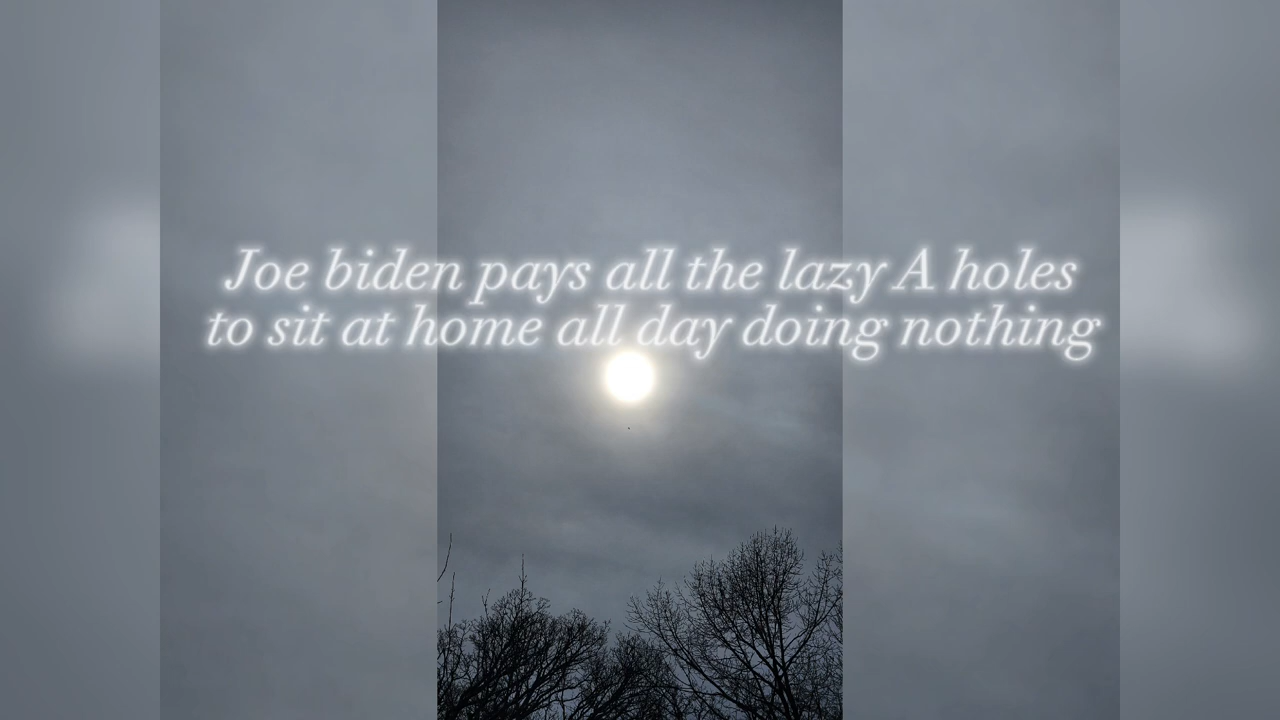 Joe biden pays all the lazy A holes
to sit at home all day doing nothing